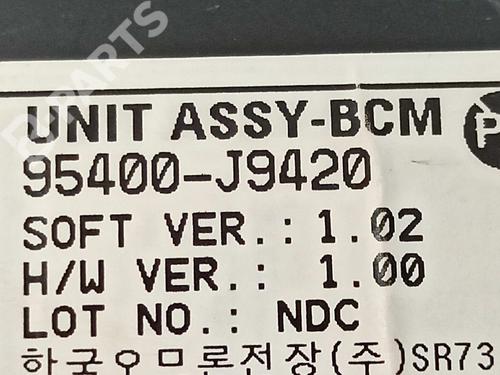 UNIT ASSY-BCM
95400-J9420
SOFT VER.: 1.02
H/W VER.: 1.00
LOT NO.: NDC
한국오므론전장(주)SR73